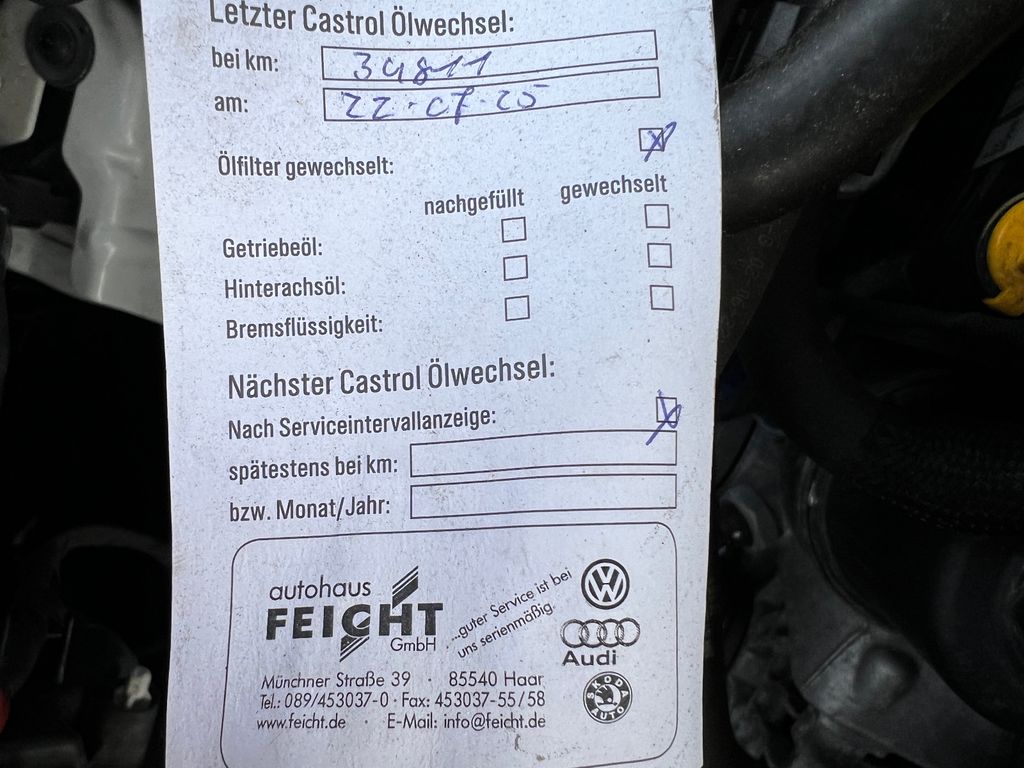 Letzter Castrol Ölwechsel:
bei km: 34811
am: 22.07.25
Ölfilter gewechselt:
nachgefüllt gewechselt
Getriebeöl:
Hinterachsöl:
Bremsflüssigkeit:
Nächster Castrol Ölwechsel:
Nach Serviceintervallanzeige:
spätestens bei km:
bzw. Monat/Jahr:
autohaus
FEICHT
GmbH
...guter Service ist bei
uns serienmäßig.
Audi
SKODA
AUTO
Münchner Straße 39 · 85540 Haar
Tel.: 089/453037-0 · Fax: 453037-55/58
www.feicht.de · E-Mail: info@feicht.de